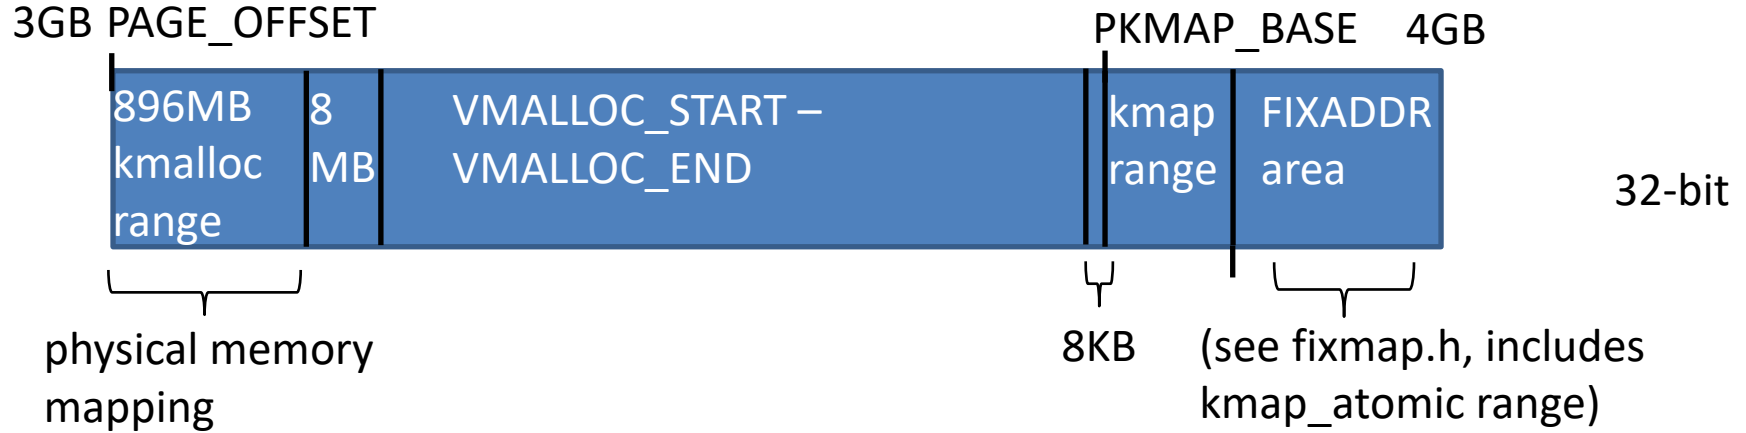 3GB PAGE_OFFSET
PKMAP_BASE 4GB
896MB
kmalloc
range
8
MB
VMALLOC_START –
VMALLOC_END
kmap
range
FIXADDR
area
32-bit
physical memory
mapping
8KB
(see fixmap.h, includes
kmap_atomic range)